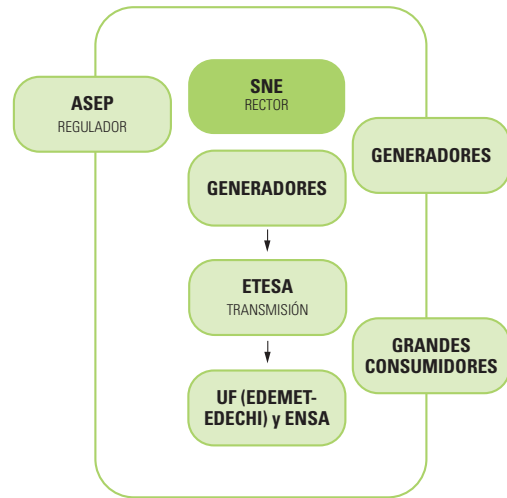 SNE
RECTOR
ASEP
REGULADOR
GENERADORES
GENERADORES
ETESA
TRANSMISIÓN
GRANDES
CONSUMIDORES
UF (EDEMET-
EDECHI) y ENSA